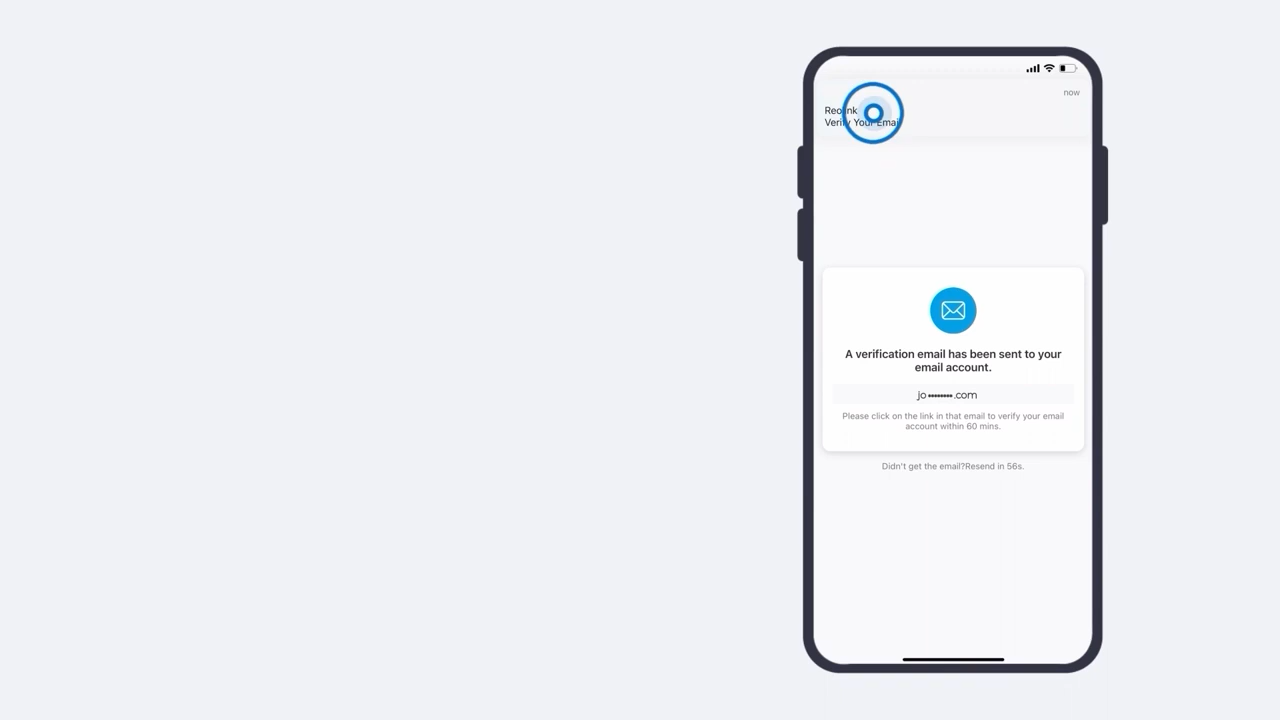 now
Reolink
Verify Your Email
A verification email has been sent to your
email account.
jo••••••••.com
Please click on the link in that email to verify your email
account within 60 mins.
Didn't get the email?Resend in 56s.